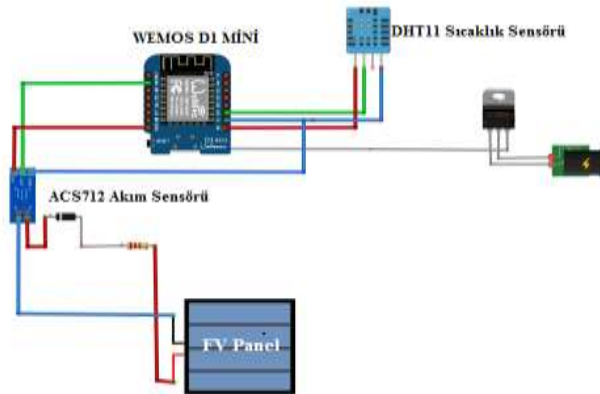 WEMOS D1 MİNİ
DHT11 Sıcaklık Sensörü
ACS712 Akım Sensörü
FV Panel